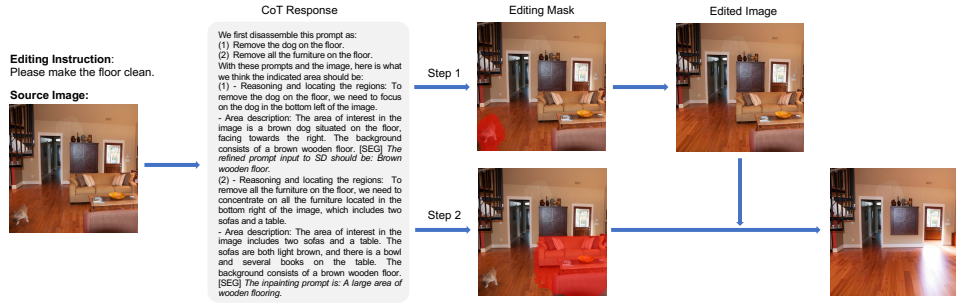 CoT Response
Editing Mask
Edited Image
Editing Instruction:
Please make the floor clean.
Source Image:
We first disassemble this prompt as:
(1) Remove the dog on the floor.
(2) Remove all the furniture on the floor.
With these prompts and the image, here is what
we think the indicated area should be:
(1) - Reasoning and locating the regions: To
remove the dog on the floor, we need to focus
on the dog in the bottom left of the image.
- Area description: The area of interest in the
image is a brown dog situated on the floor,
facing towards the right. The background
consists of a brown wooden floor. [SEG] The
refined prompt input to SD should be: Brown
wooden floor.
(2) - Reasoning and locating the regions: To
remove all the furniture on the floor, we need to
concentrate on all the furniture located in the
bottom right of the image, which includes two
sofas and a table.
- Area description: The area of interest in the
image includes two sofas and a table. The
sofas are both light brown, and there is a bowl
and several books on the table. The
background consists of a brown wooden floor.
[SEG] The inpainting prompt is: A large area of
wooden flooring.
Step 1
Step 2